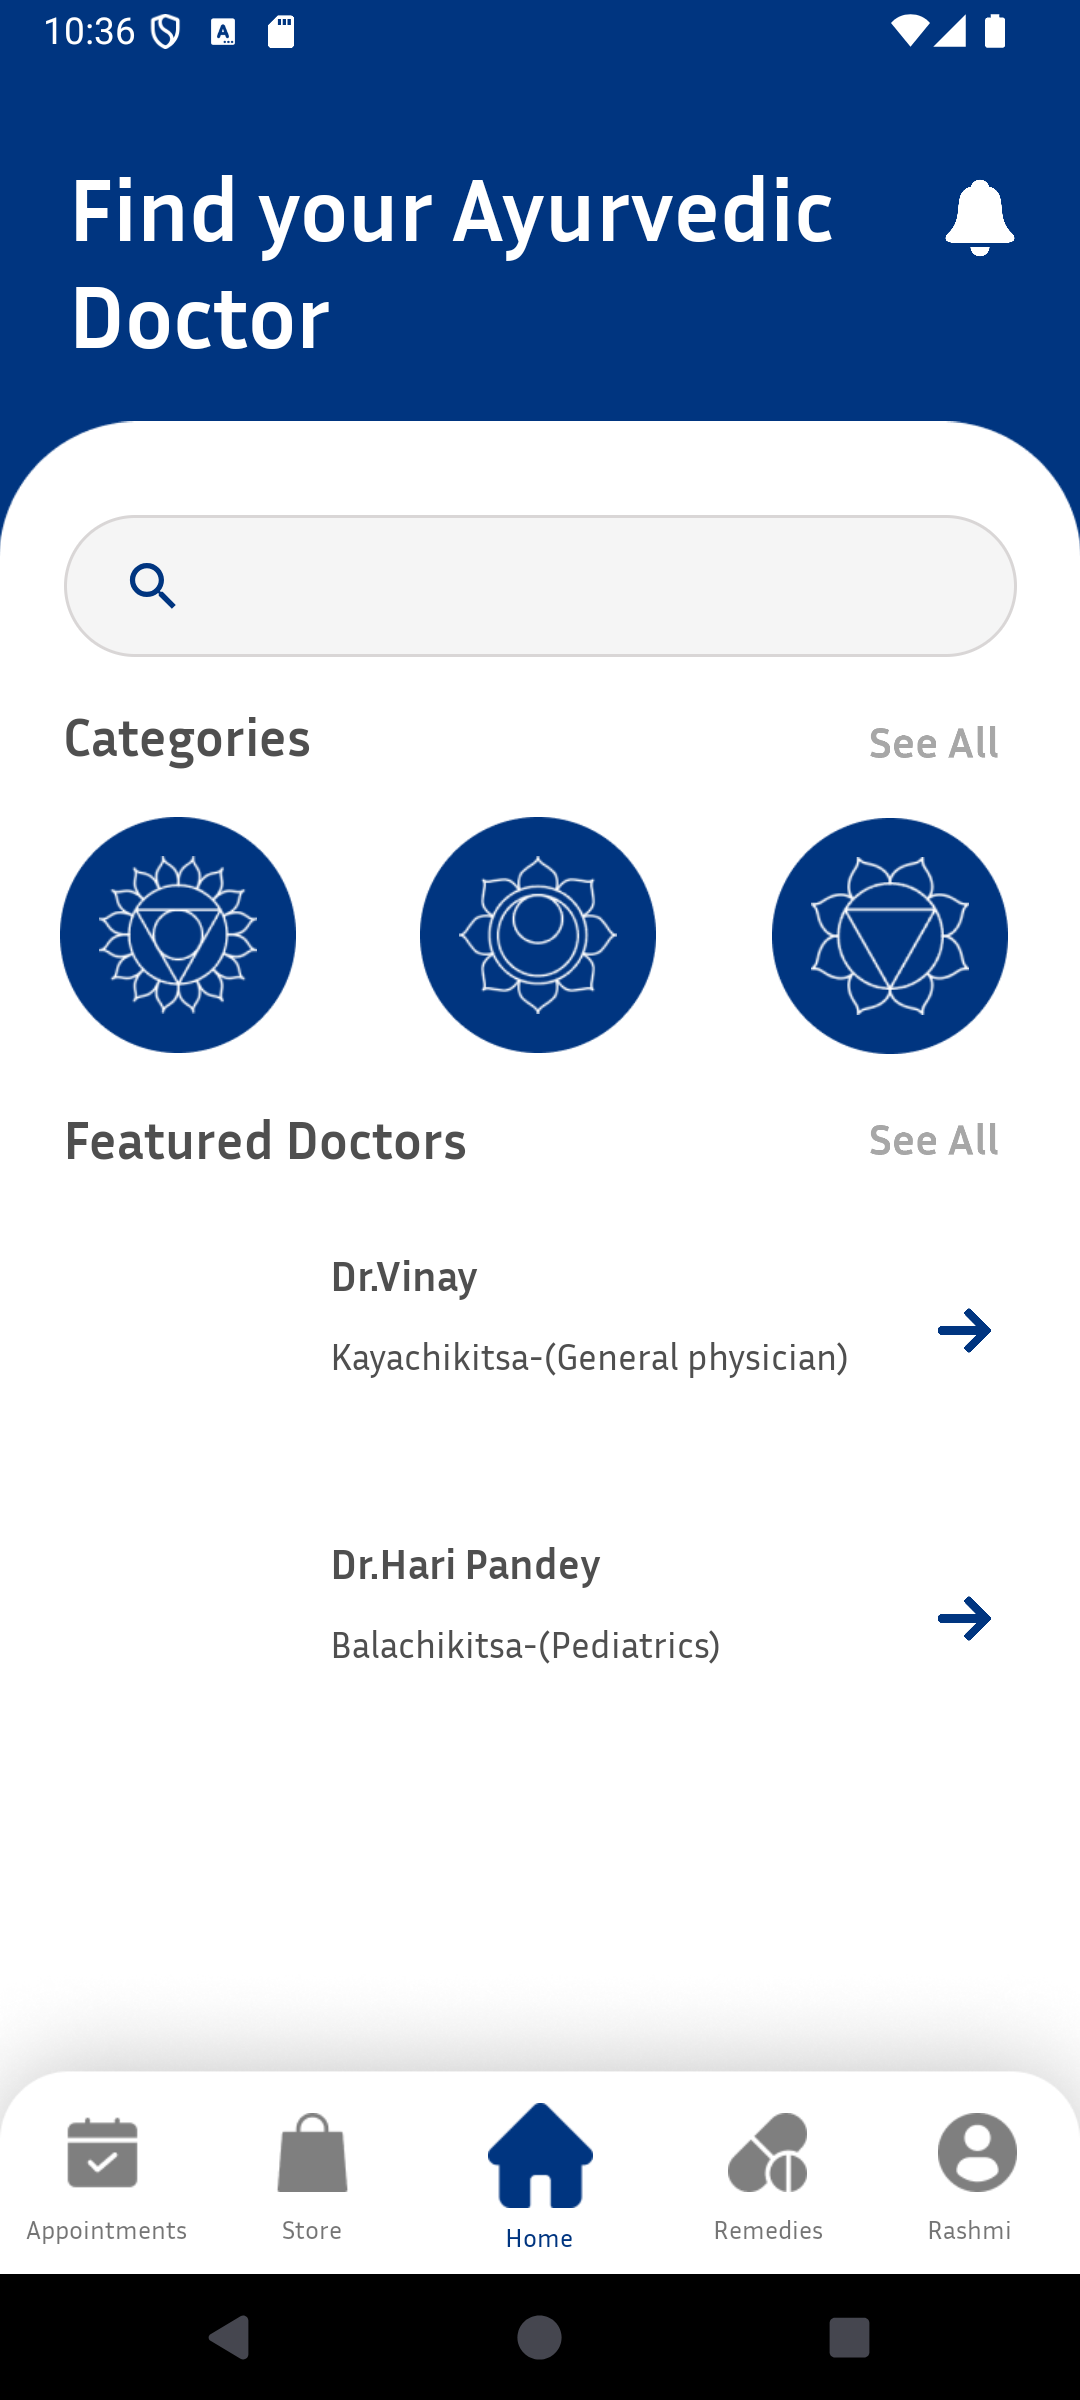 10:36
Find your Ayurvedic
Doctor
Categories
See All
Featured Doctors
See All
Dr.Vinay
Kayachikitsa-(General physician)
Dr.Hari Pandey
Balachikitsa-(Pediatrics)
Appointments
Store
Home
Remedies
Rashmi